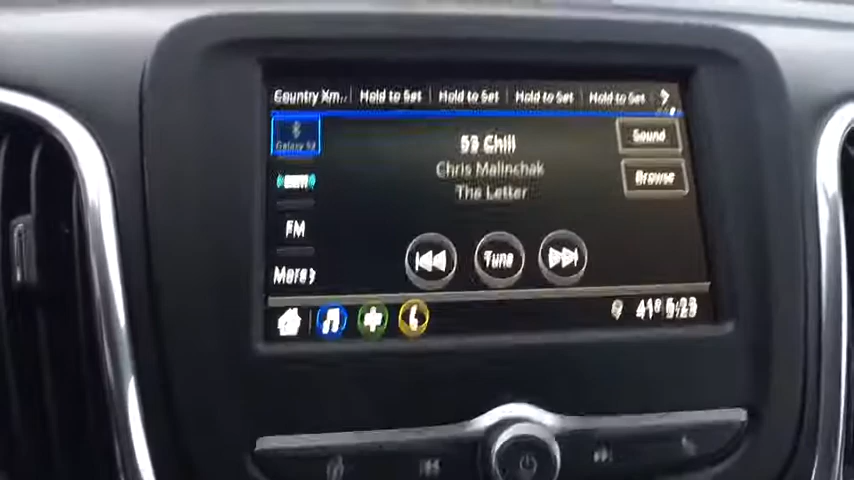 Country Xm.. Hold to Set Hold to Set Hold to Set Hold to Set
53 Chill
Sound
Chris Malinchak
Browse
The Letter
FM
Tune
More
41° 5:23